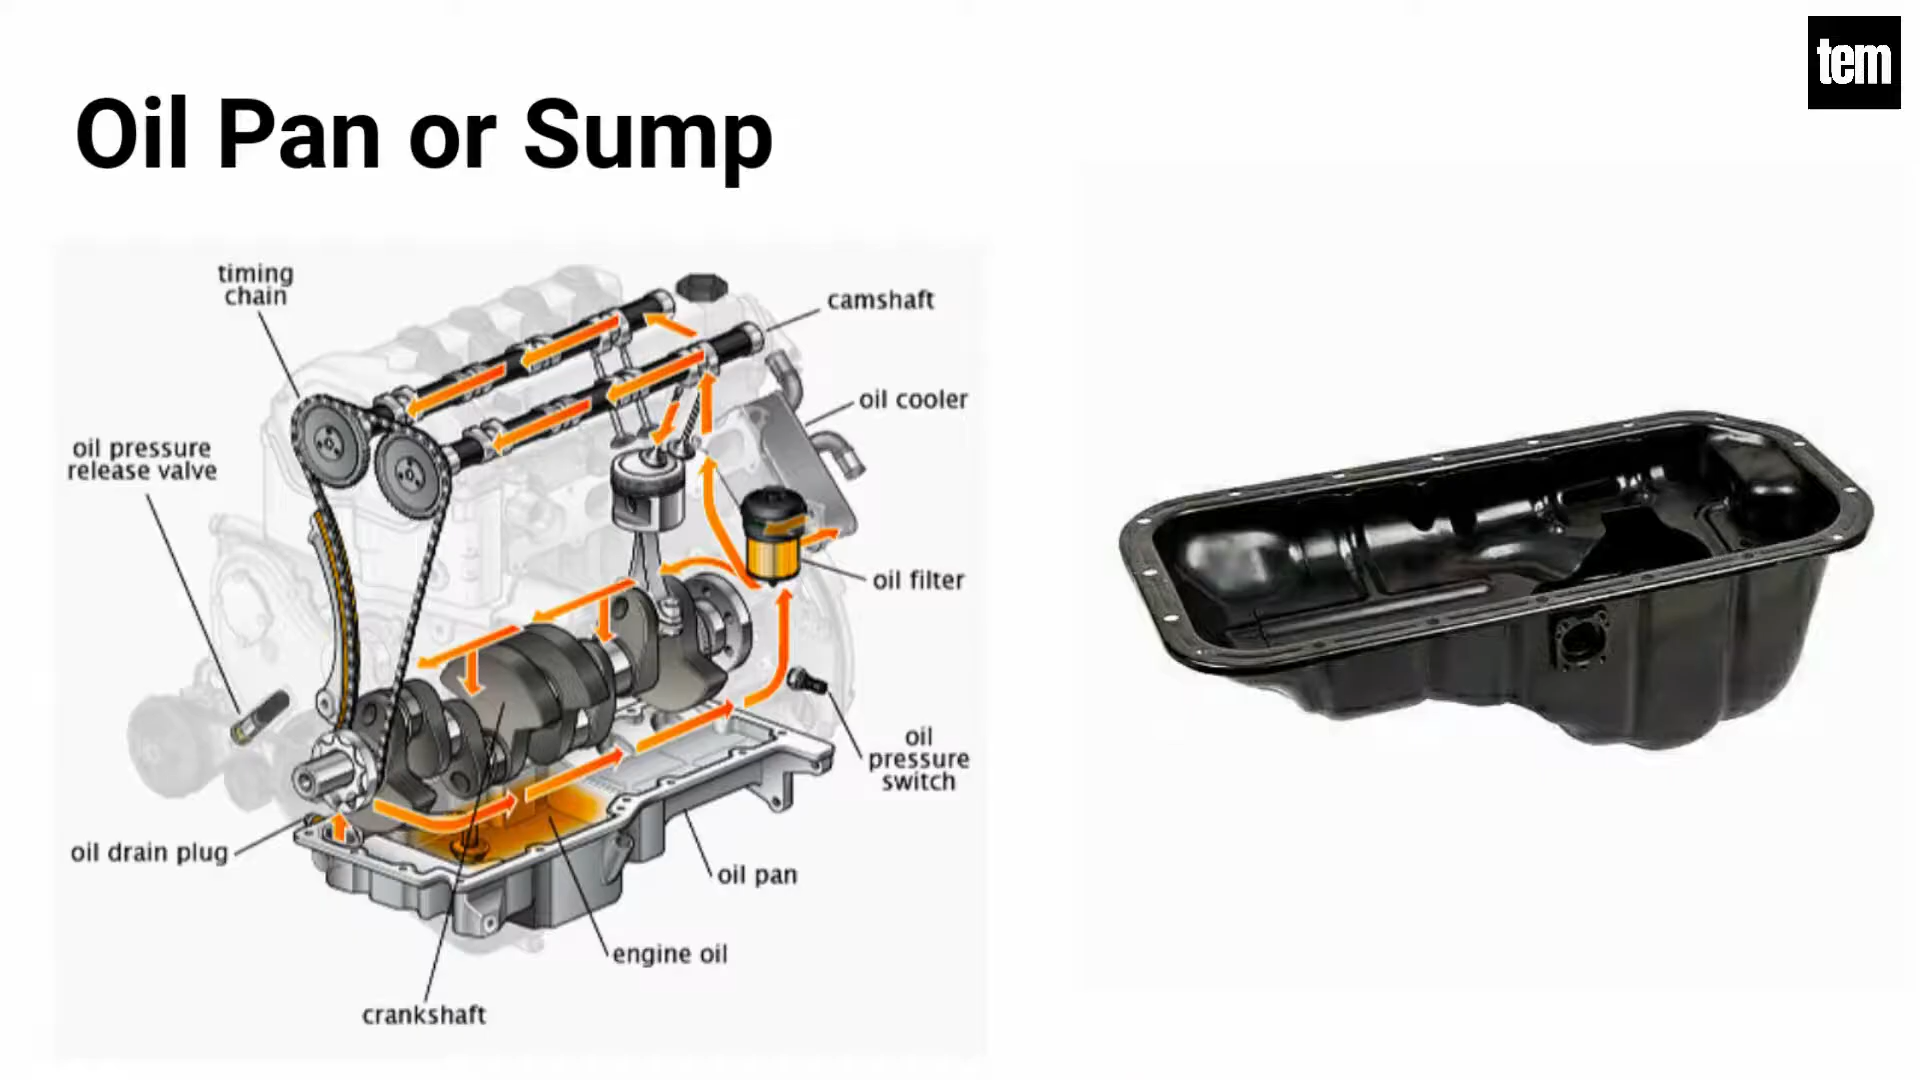 tem
Oil Pan or Sump
timing
chain
camshaft
oil cooler
oil pressure
release valve
oil filter
oil
pressure
switch
oil drain plug
oil pan
engine oil
crankshaft